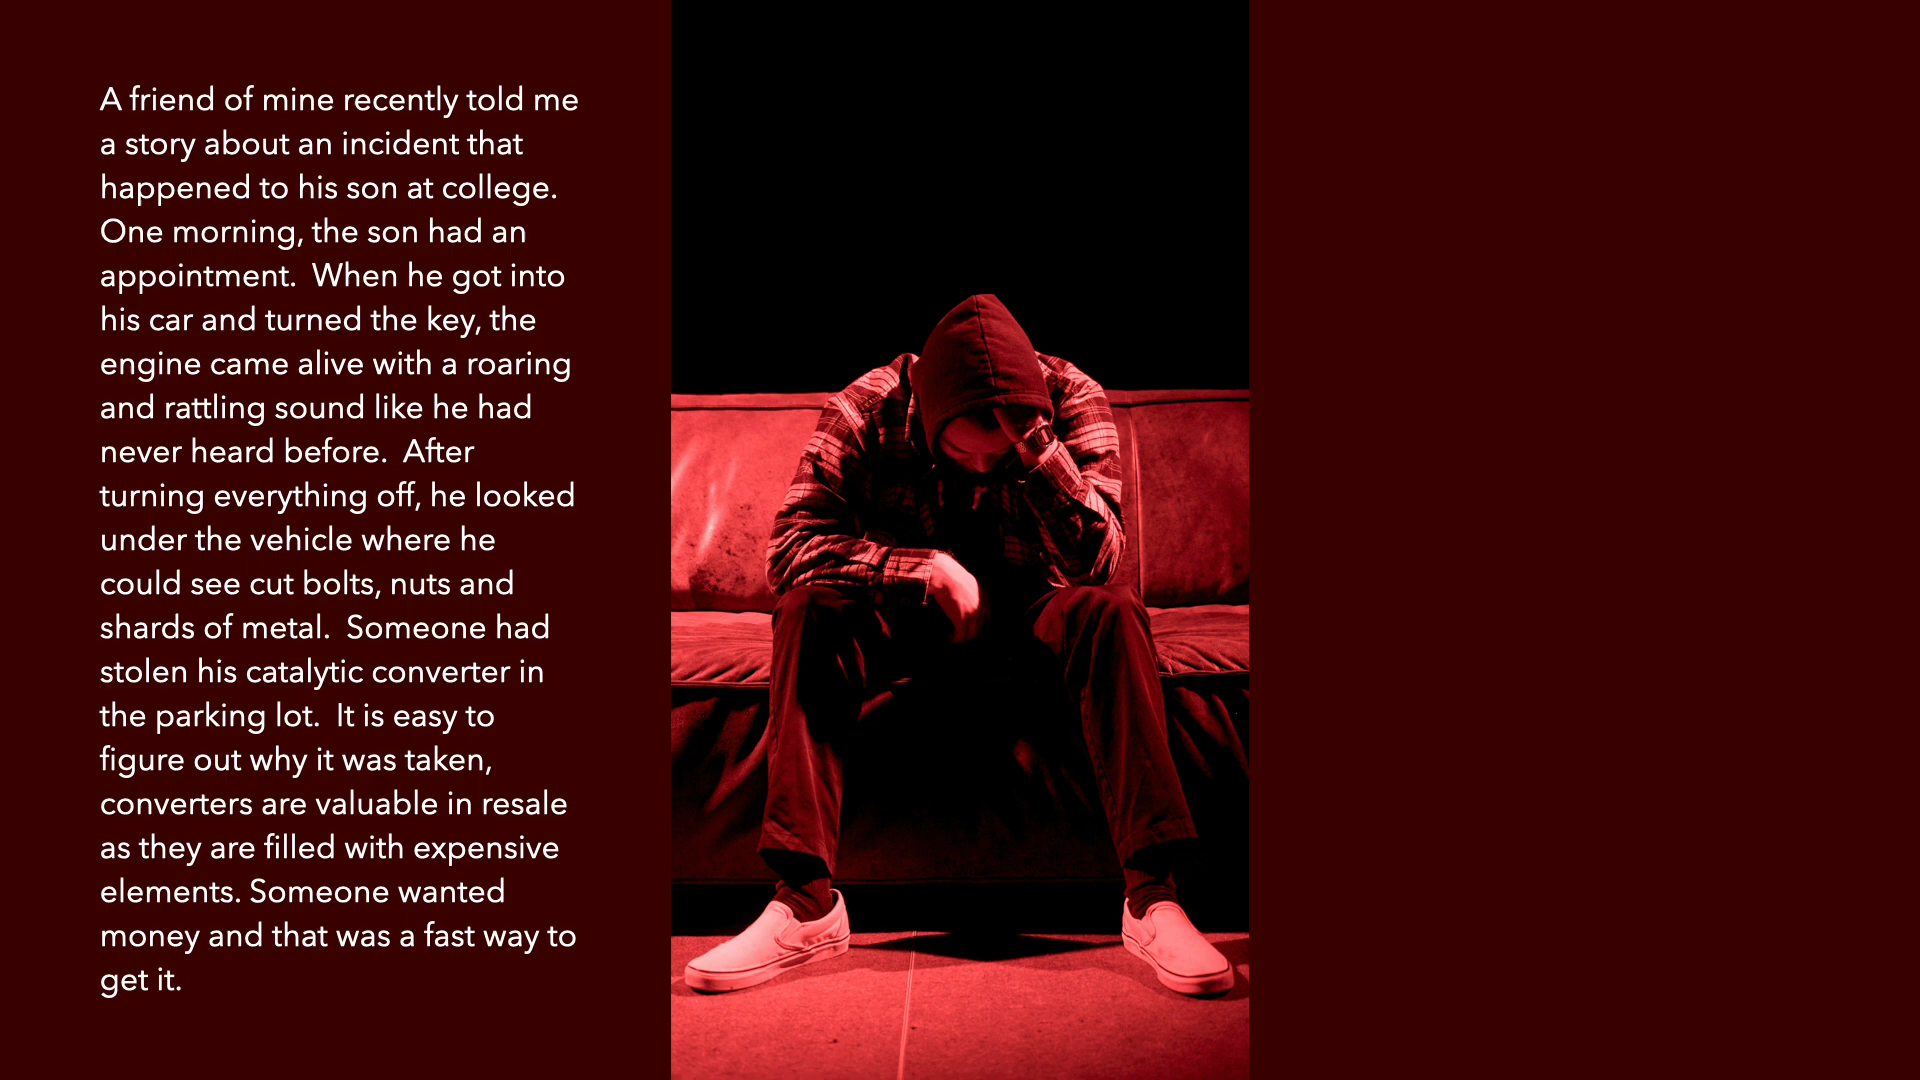 A friend of mine recently told me
a story about an incident that
happened to his son at college.
One morning, the son had an
appointment.  When he got into
his car and turned the key, the
engine came alive with a roaring
and rattling sound like he had
never heard before.  After
turning everything off, he looked
under the vehicle where he
could see cut bolts, nuts and
shards of metal.  Someone had
stolen his catalytic converter in
the parking lot.  It is easy to
figure out why it was taken,
converters are valuable in resale
as they are filled with expensive
elements. Someone wanted
money and that was a fast way to
get it.